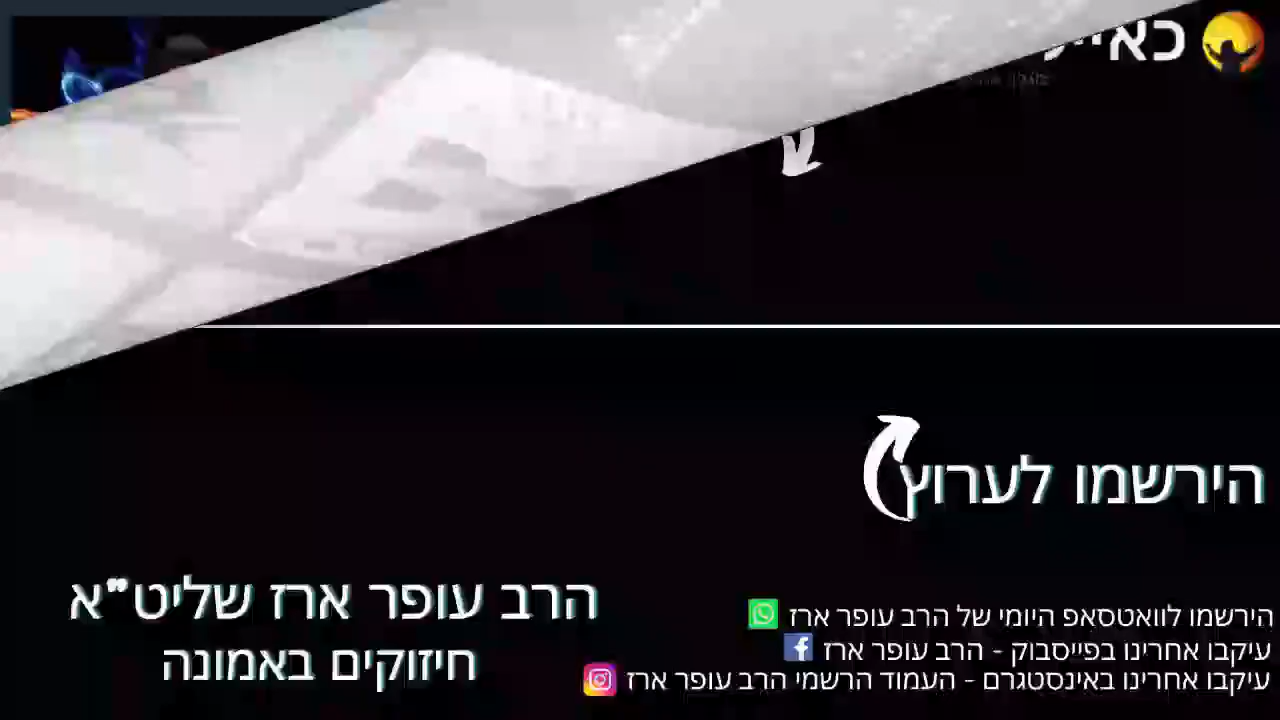 הירשמו לערוץ
הרב עופר ארז שליט"א
חיזוקים באמונה
הירשמו לוואטסאפ היומי של הרב עופר ארז
עיקבו אחרינו בפייסבוק - הרב עופר ארז
עיקבו אחרינו באינסטגרם - העמוד הרשמי הרב עופר ארז